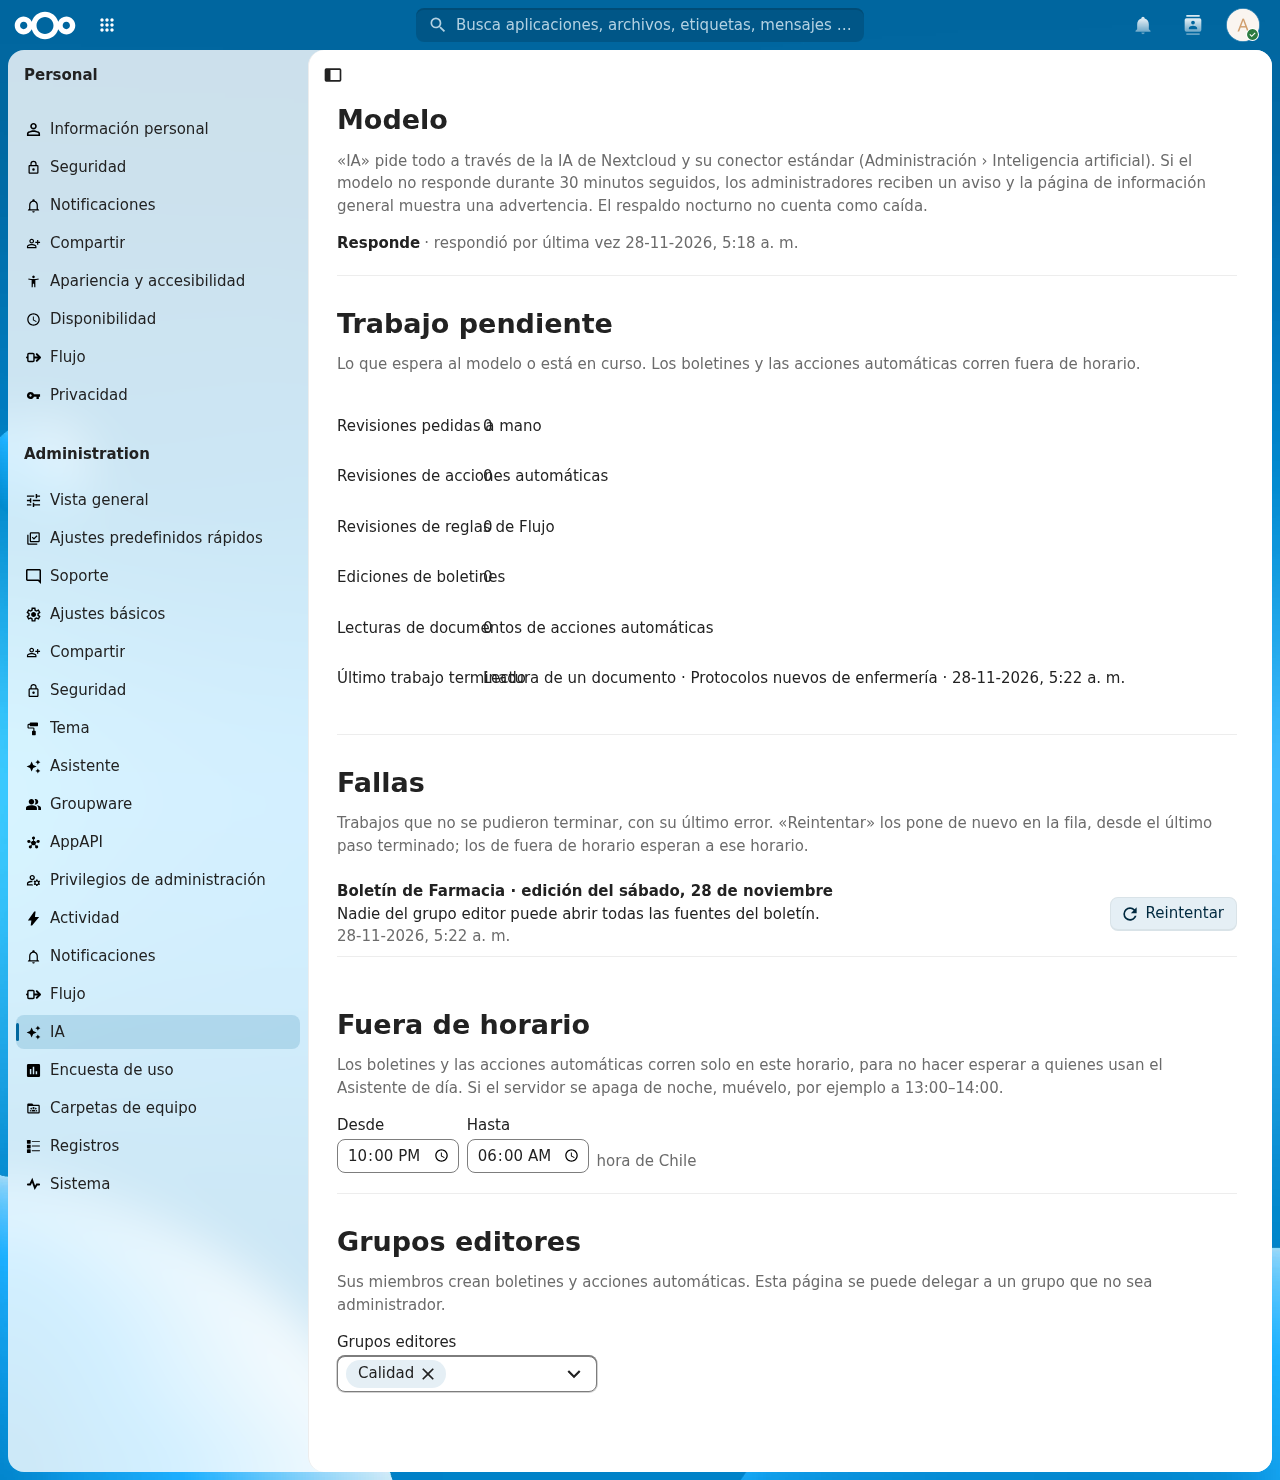 Busca aplicaciones, archivos, etiquetas, mensajes …
A
Personal
Información personal
Seguridad
Notificaciones
Compartir
Apariencia y accesibilidad
Disponibilidad
Flujo
Privacidad
Administration
Vista general
Ajustes predefinidos rápidos
Soporte
Ajustes básicos
Compartir
Seguridad
Tema
Asistente
Groupware
AppAPI
Privilegios de administración
Actividad
Notificaciones
Flujo
IA
Encuesta de uso
Carpetas de equipo
Registros
Sistema
Modelo
«IA» pide todo a través de la IA de Nextcloud y su conector estándar (Administración › Inteligencia artificial). Si el
modelo no responde durante 30 minutos seguidos, los administradores reciben un aviso y la página de información
general muestra una advertencia. El respaldo nocturno no cuenta como caída.
Responde · respondió por última vez 28-11-2026, 5:18 a. m.
Trabajo pendiente
Lo que espera al modelo o está en curso. Los boletines y las acciones automáticas corren fuera de horario.
Revisiones pedidas a mano 0
Revisiones de acciones automáticas 0
Revisiones de reglas de Flujo 0
Ediciones de boletines 0
Lecturas de documentos de acciones automáticas 0
Último trabajo terminado Lectura de un documento · Protocolos nuevos de enfermería · 28-11-2026, 5:22 a. m.
Fallas
Trabajos que no se pudieron terminar, con su último error. «Reintentar» los pone de nuevo en la fila, desde el último
paso terminado; los de fuera de horario esperan a ese horario.
Boletín de Farmacia · edición del sábado, 28 de noviembre
Nadie del grupo editor puede abrir todas las fuentes del boletín.
28-11-2026, 5:22 a. m.
Reintentar
Fuera de horario
Los boletines y las acciones automáticas corren solo en este horario, para no hacer esperar a quienes usan el
Asistente de día. Si el servidor se apaga de noche, muévelo, por ejemplo a 13:00–14:00.
Desde Hasta
10:00 PM 06:00 AM hora de Chile
Grupos editores
Sus miembros crean boletines y acciones automáticas. Esta página se puede delegar a un grupo que no sea
administrador.
Grupos editores
Calidad